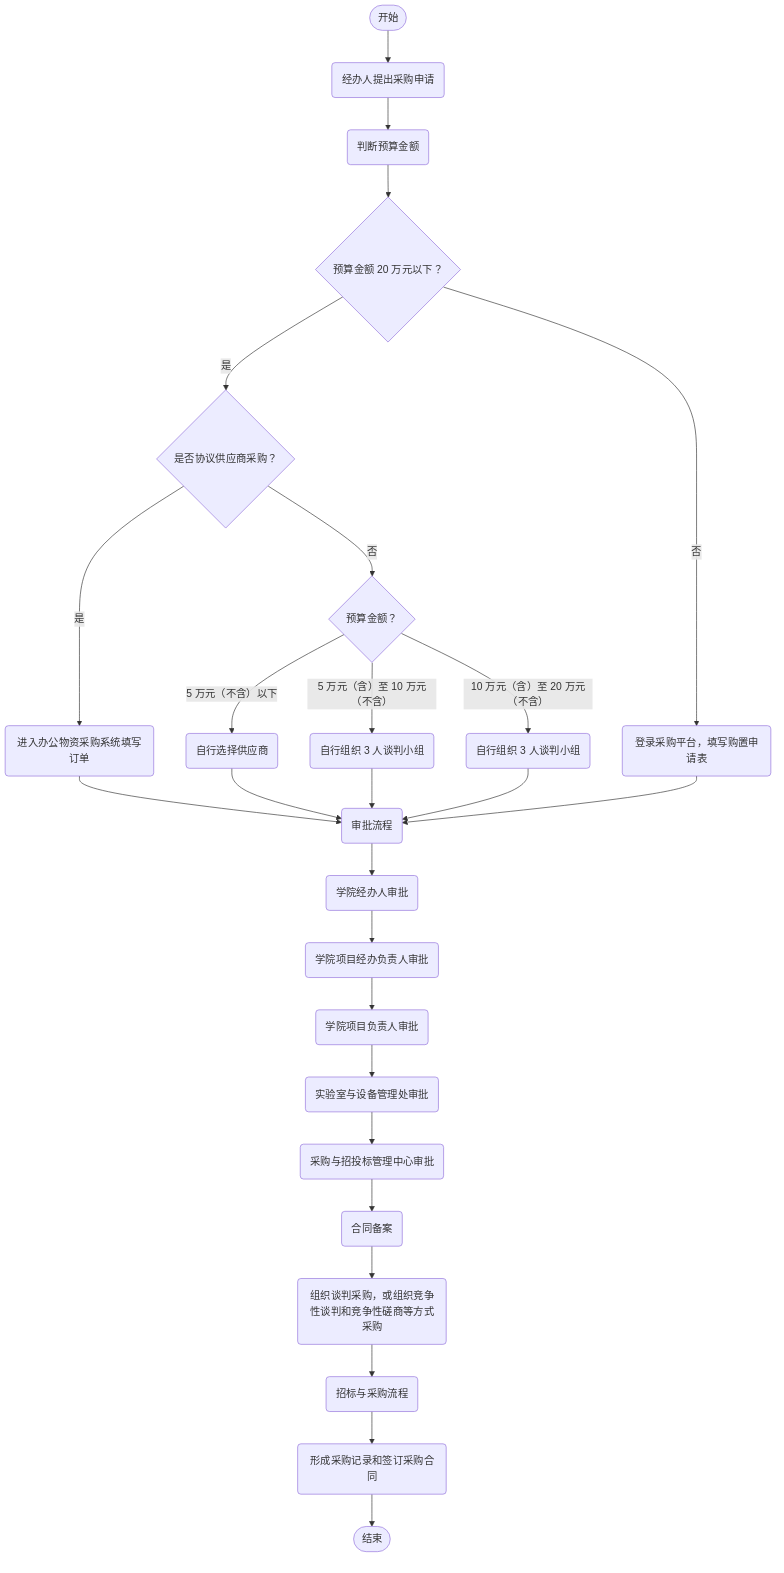 开始
经办人提出采购申请
判断预算金额
预算金额 20 万元以下？
是
是否协议供应商采购？
否
否
预算金额？
是
5 万元（不含）以下
5 万元（含）至 10 万元
（不含）
10 万元（含）至 20 万元
（不含）
进入办公物资采购系统填写
订单
自行选择供应商
自行组织 3 人谈判小组
自行组织 3 人谈判小组
登录采购平台，填写购置申
请表
审批流程
学院经办人审批
学院项目经办负责人审批
学院项目负责人审批
实验室与设备管理处审批
采购与招投标管理中心审批
合同备案
组织谈判采购，或组织竞争
性谈判和竞争性磋商等方式
采购
招标与采购流程
形成采购记录和签订采购合
同
结束